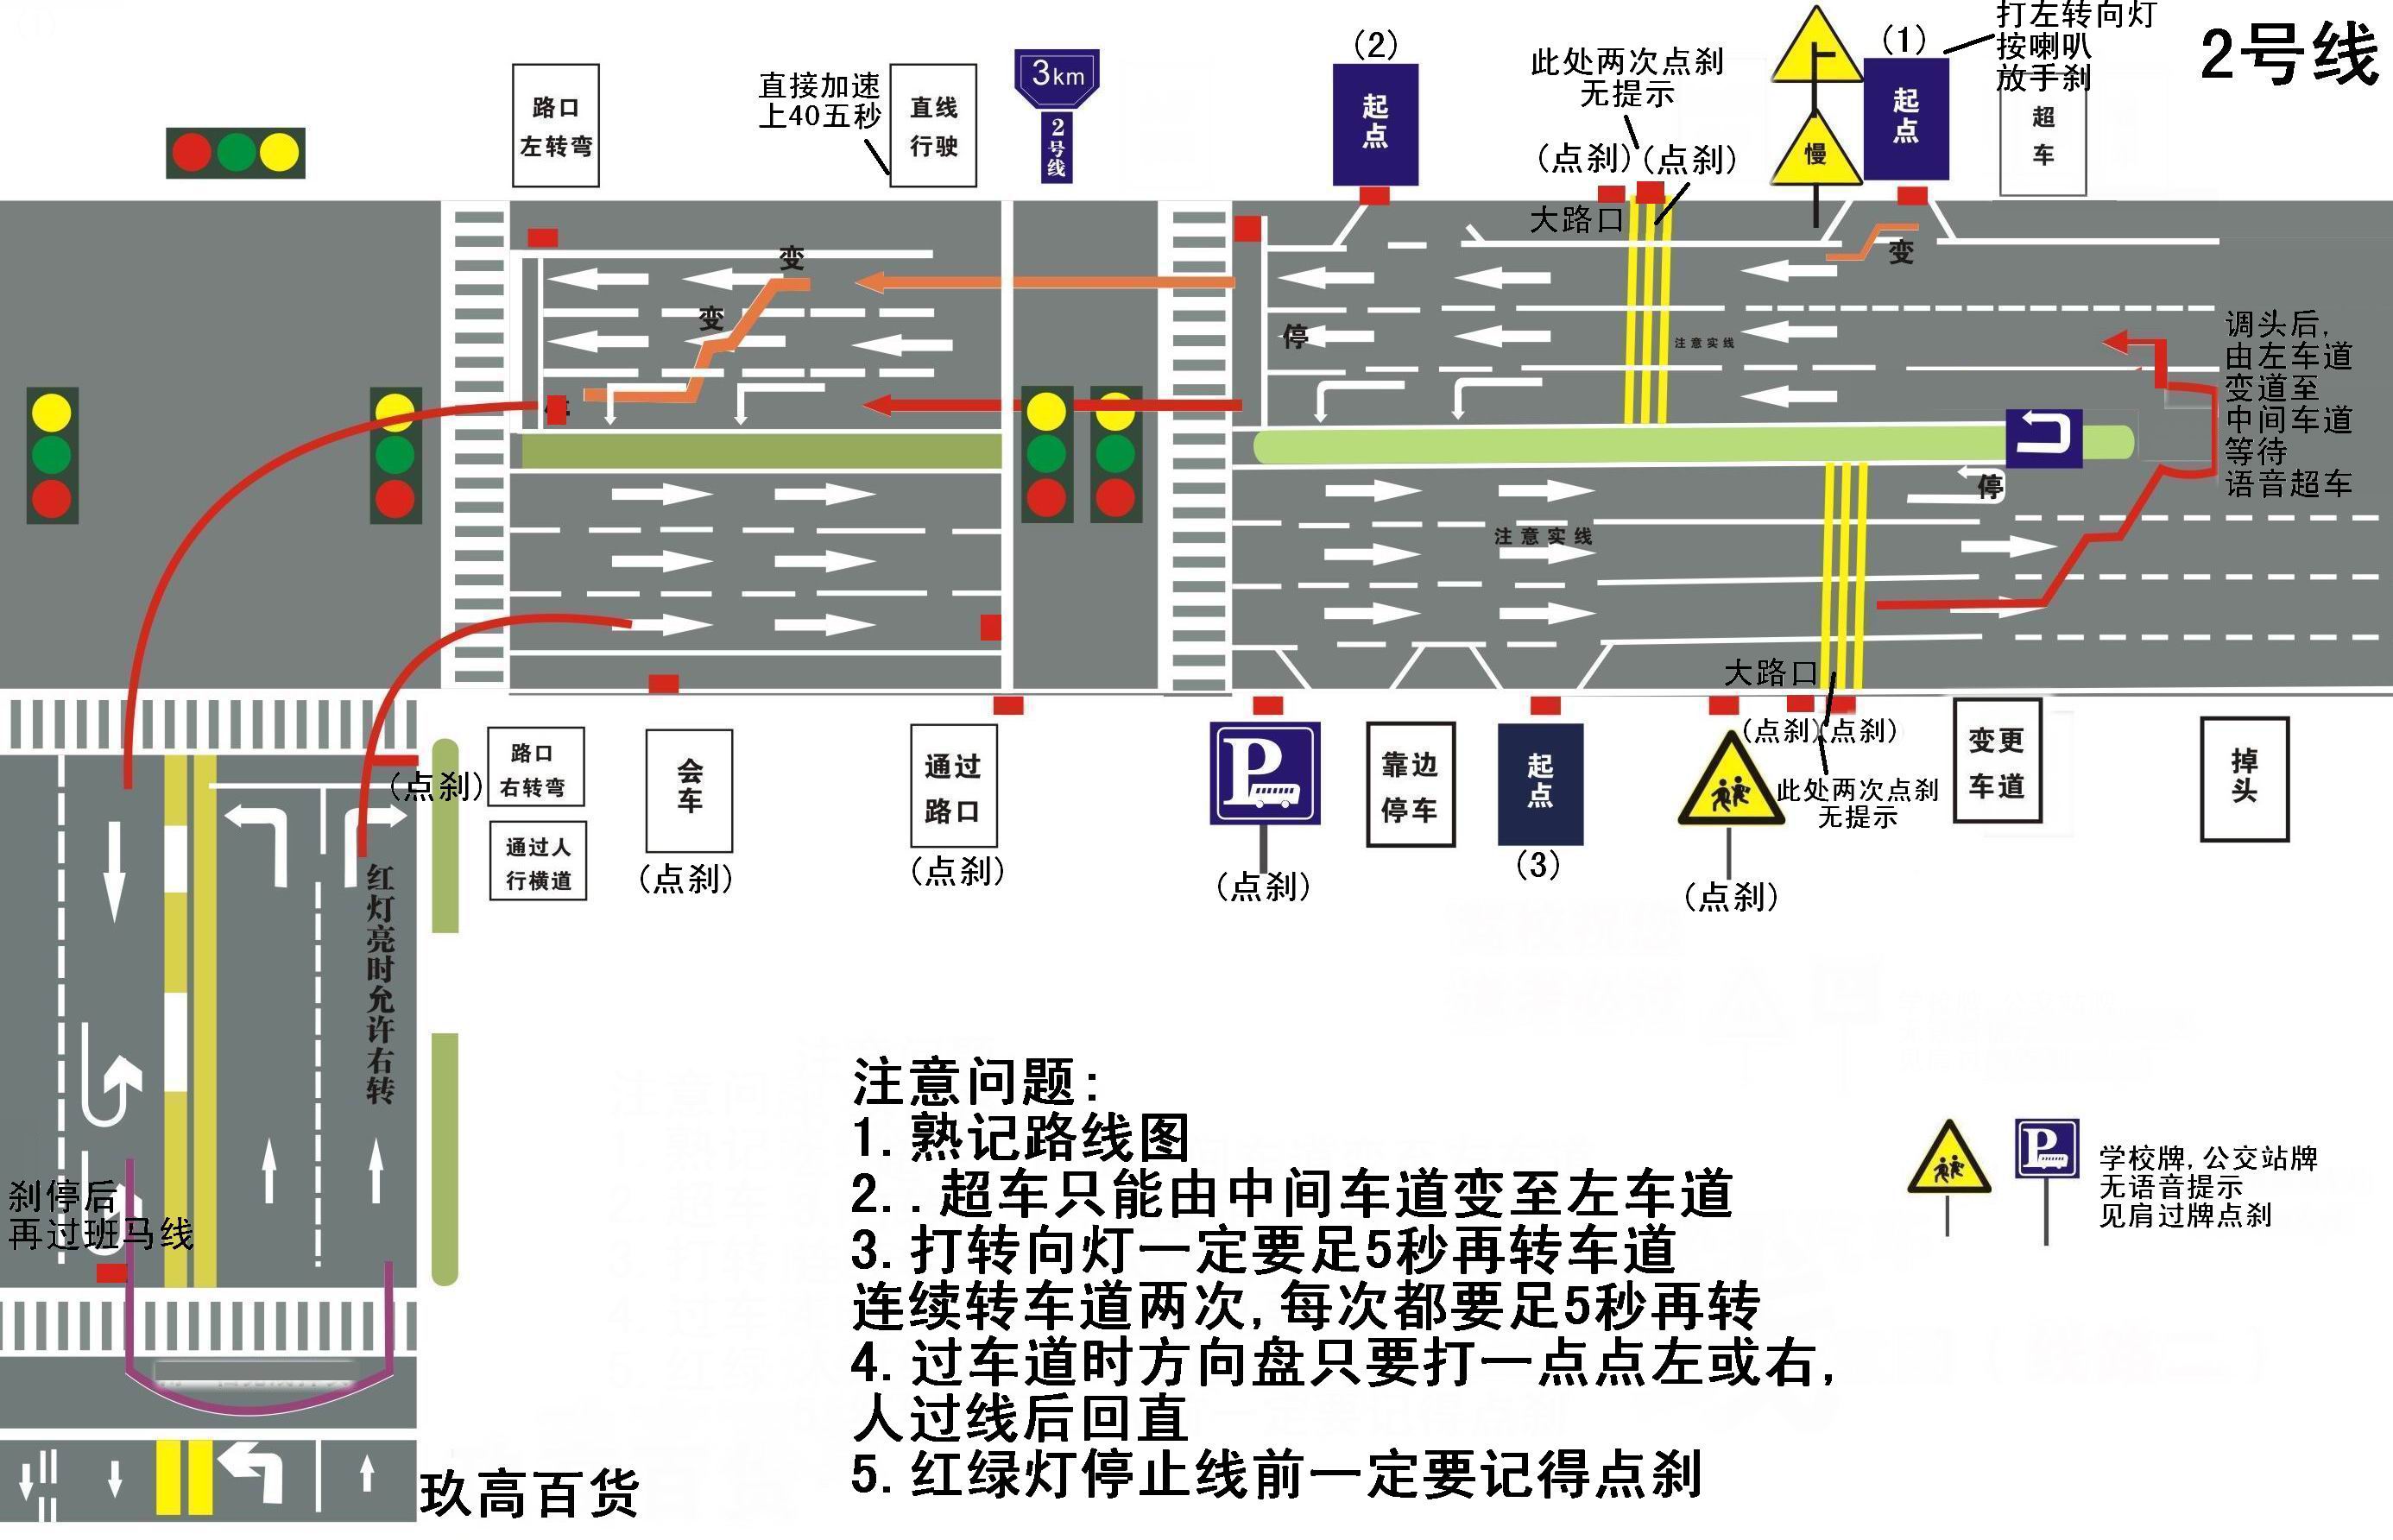 打左转向灯
按喇叭
放手刹
2号线
(1)
(2)
起
点
起
点
超
车
慢
此处两次点刹
无提示
(点刹)(点刹)
大路口
3km
2号线
直接加速
上40五秒
直线
行驶
路口
左转弯
变
变
变
停
停
注意实线
调头后,
由左车道
变道至
中间车道
等待
语音超车
停
注意实线
大路口
(点刹)(点刹)
此处两次点刹
无提示
(点刹)
路口
右转弯
通过人
行横道
会
车
(点刹)
通过
路口
(点刹)
P
(点刹)
靠边
停车
起
点
(3)
(点刹)
变更
车道
掉
头
红灯亮时允许右转
刹停后
再过班马线
玖高百货
注意问题:
1.熟记路线图
2..超车只能由中间车道变至左车道
3.打转向灯一定要足5秒再转车道
连续转车道两次,每次都要足5秒再转
4.过车道时方向盘只要打一点点左或右,
人过线后回直
5.红绿灯停止线前一定要记得点刹
P
学校牌,公交站牌
无语音提示
见肩过牌点刹